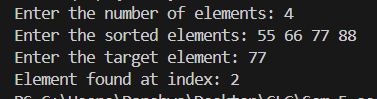 Enter the number of elements: 4
Enter the sorted elements: 55 66 77 88
Enter the target element: 77
Element found at index: 2